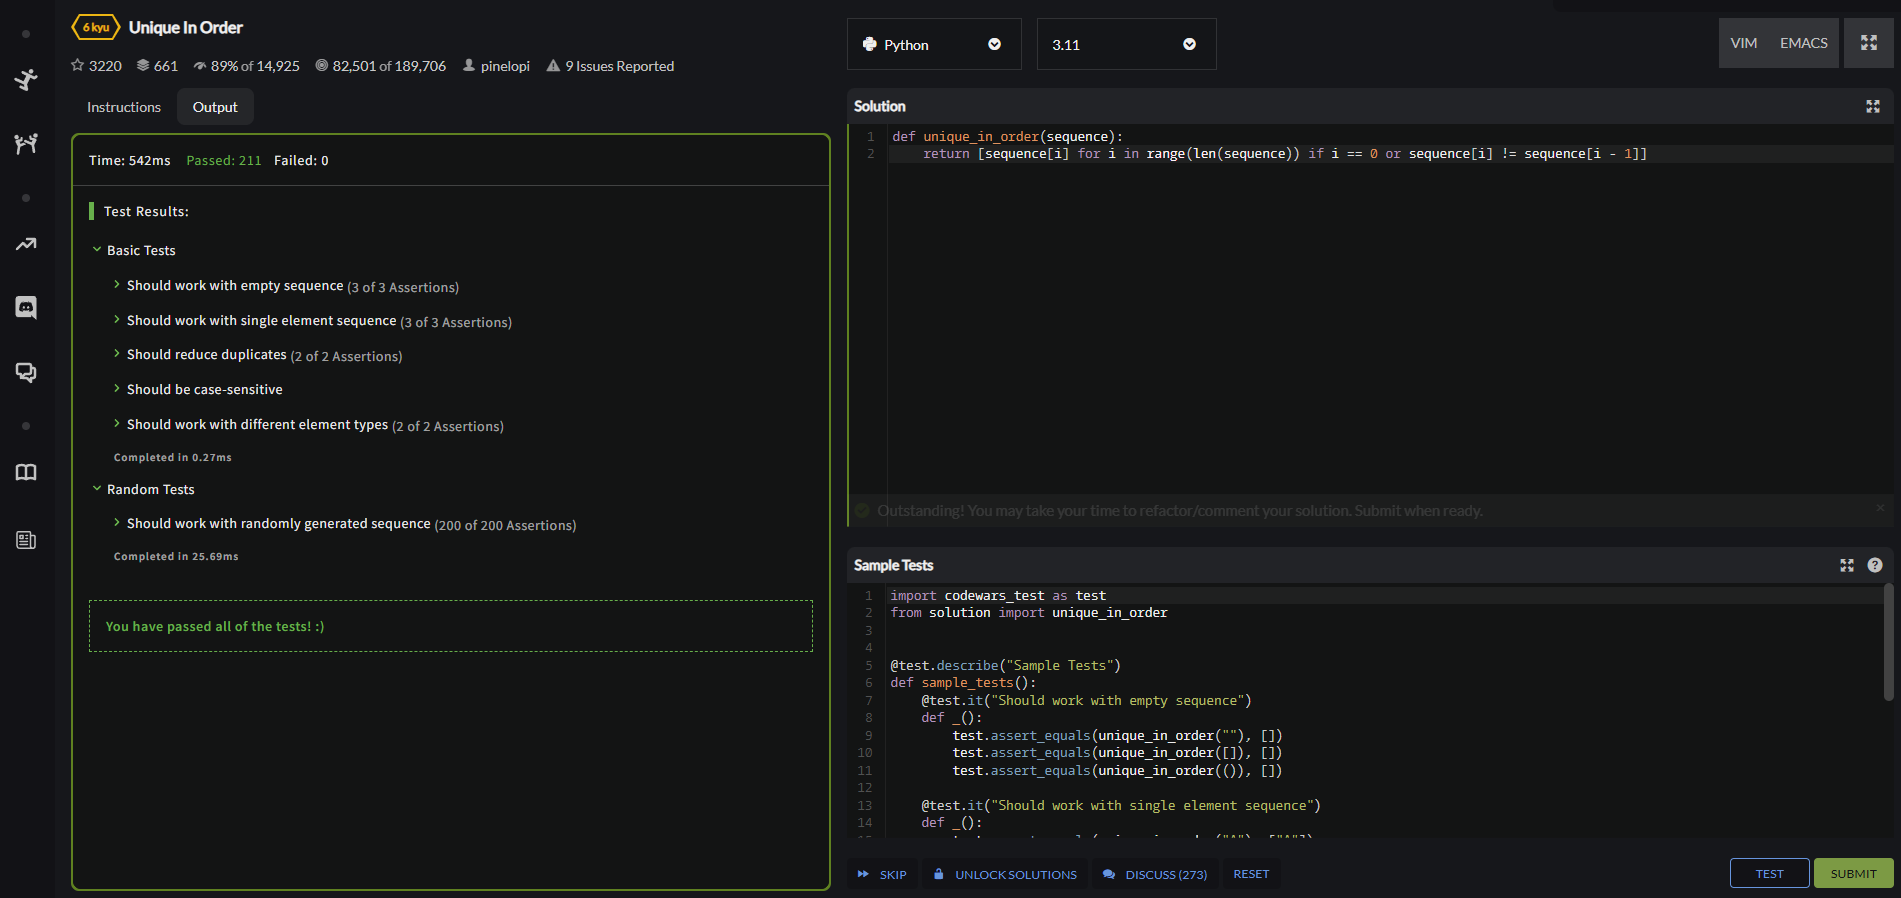 6 kyu Unique In Order
3220 661 89% of 14,925 82,501 of 189,706 pinelopi 9 Issues Reported
Instructions Output
Time: 542ms Passed: 211 Failed: 0
Test Results:
Basic Tests
Should work with empty sequence (3 of 3 Assertions)
Should work with single element sequence (3 of 3 Assertions)
Should reduce duplicates (2 of 2 Assertions)
Should be case-sensitive
Should work with different element types (2 of 2 Assertions)
Completed in 0.27ms
Random Tests
Should work with randomly generated sequence (200 of 200 Assertions)
Completed in 25.69ms
You have passed all of the tests! :)
Python 3.11 VIM EMACS
Solution
1 def unique_in_order(sequence):
2     return [sequence[i] for i in range(len(sequence)) if i == 0 or sequence[i] != sequence[i - 1]]
Outstanding! You may take your time to refactor/comment your solution. Submit when ready.
Sample Tests ?
1 import codewars_test as test
2 from solution import unique_in_order
3
4
5 @test.describe("Sample Tests")
6 def sample_tests():
7     @test.it("Should work with empty sequence")
8     def _():
9         test.assert_equals(unique_in_order(""), [])
10         test.assert_equals(unique_in_order([]), [])
11         test.assert_equals(unique_in_order(()), [])
12
13     @test.it("Should work with single element sequence")
14     def _():
SKIP UNLOCK SOLUTIONS DISCUSS (273) RESET TEST SUBMIT